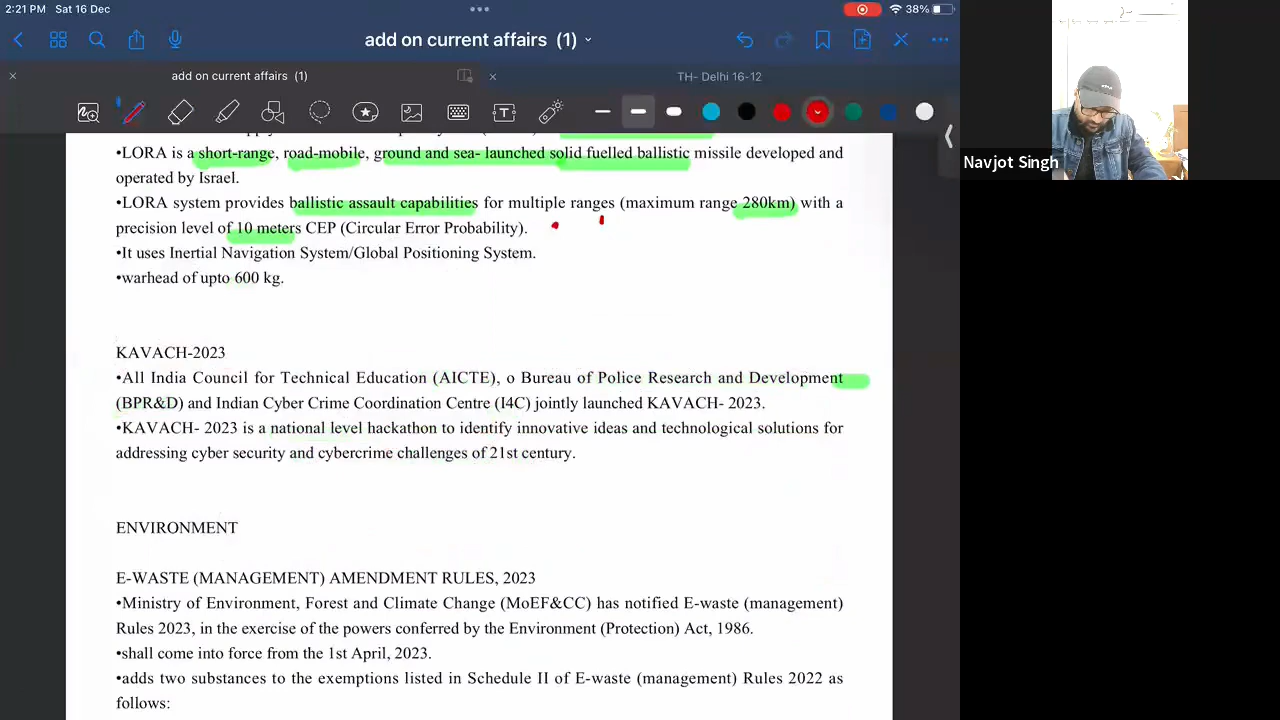 2:21 PM Sat 16 Dec
38%
add on current affairs (1)
add on current affairs (1)
TH- Delhi 16-12
Navjot Singh
•LORA is a short-range, road-mobile, ground and sea- launched solid fuelled ballistic missile developed and
operated by Israel.
•LORA system provides ballistic assault capabilities for multiple ranges (maximum range 280km) with a
precision level of 10 meters CEP (Circular Error Probability).
•It uses Inertial Navigation System/Global Positioning System.
•warhead of upto 600 kg.
KAVACH-2023
•All India Council for Technical Education (AICTE), o Bureau of Police Research and Development
(BPR&D) and Indian Cyber Crime Coordination Centre (I4C) jointly launched KAVACH- 2023.
•KAVACH- 2023 is a national level hackathon to identify innovative ideas and technological solutions for
addressing cyber security and cybercrime challenges of 21st century.
ENVIRONMENT
E-WASTE (MANAGEMENT) AMENDMENT RULES, 2023
•Ministry of Environment, Forest and Climate Change (MoEF&CC) has notified E-waste (management)
Rules 2023, in the exercise of the powers conferred by the Environment (Protection) Act, 1986.
•shall come into force from the 1st April, 2023.
•adds two substances to the exemptions listed in Schedule II of E-waste (management) Rules 2022 as
follows: